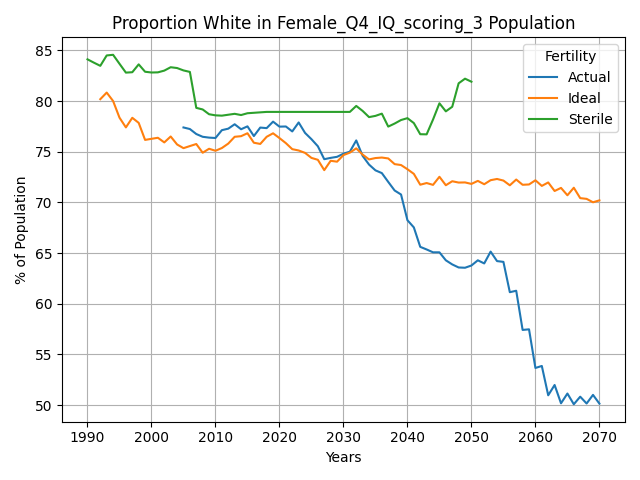 Proportion White in Female_Q4_IQ_scoring_3 Population
% of Population
85
80
75
70
65
60
55
50
Fertility
Actual
Ideal
Sterile
1990 2000 2010 2020 2030 2040 2050 2060 2070
Years